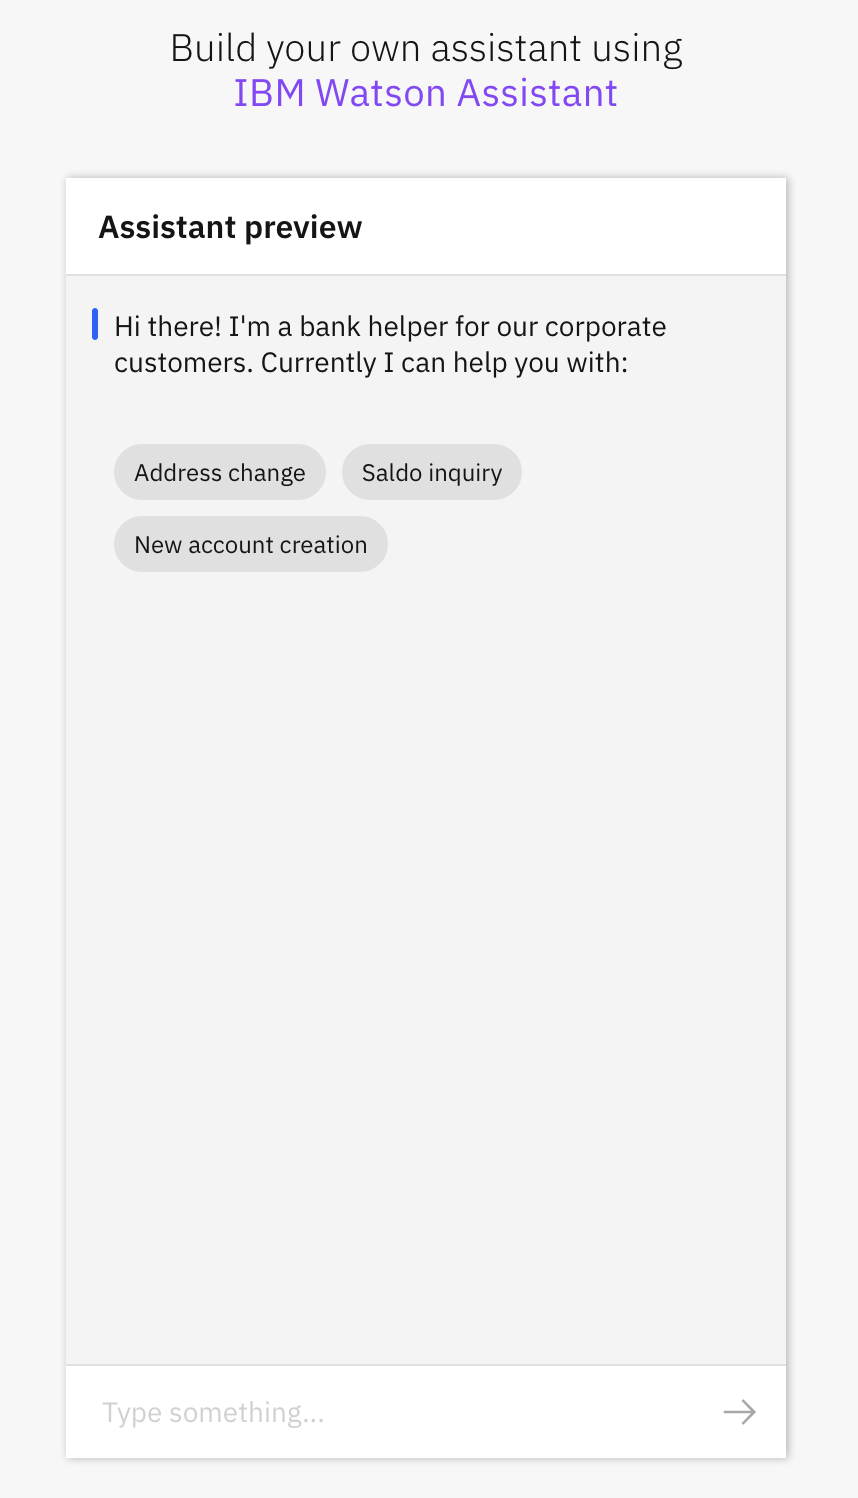 Build your own assistant using
IBM Watson Assistant
Assistant preview
Hi there! I'm a bank helper for our corporate
customers. Currently I can help you with:
Address change
Saldo inquiry
New account creation
Type something...